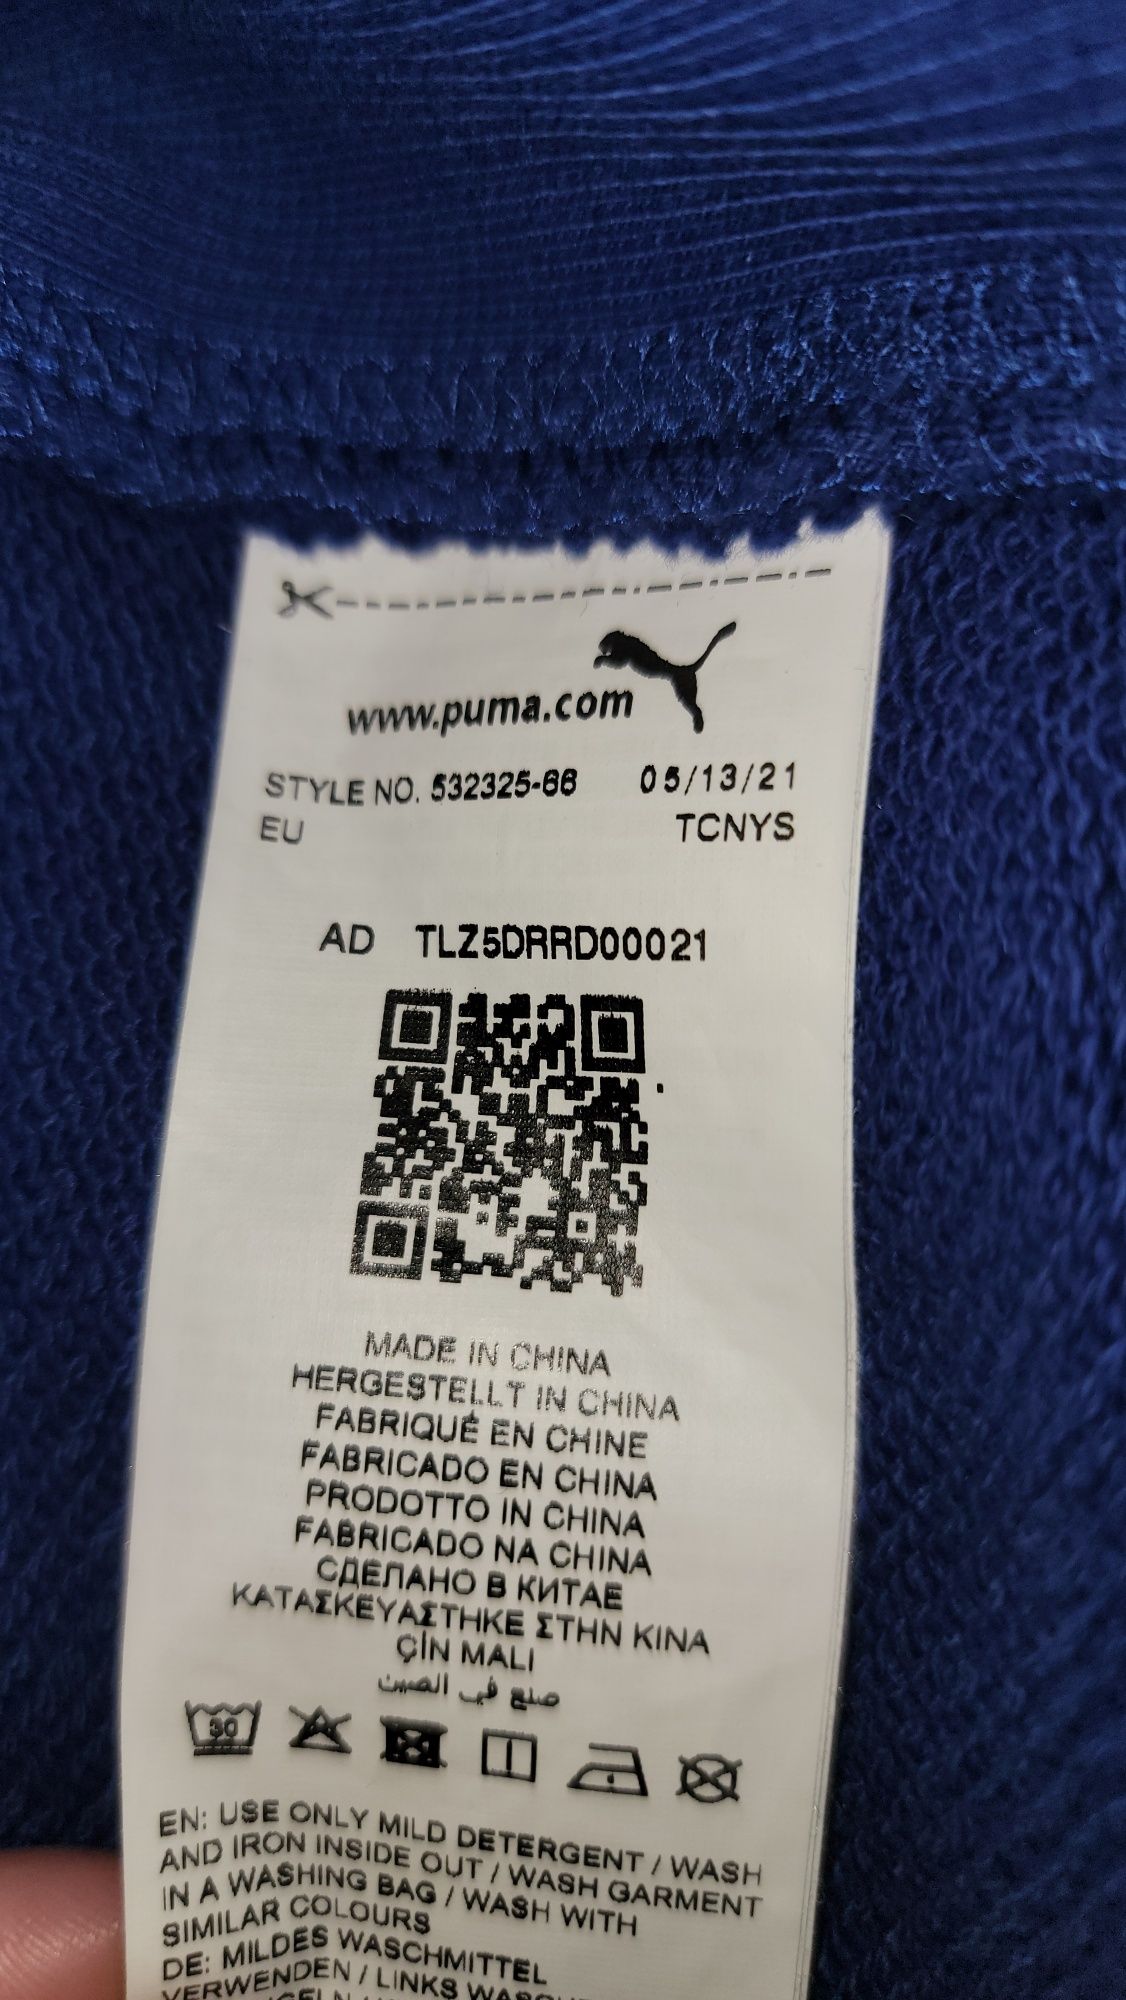 www.puma.com
STYLE NO. 532325-66 05/13/21
EU TCNYS
AD TLZ5DRRD00021
MADE IN CHINA
HERGESTELLT IN CHINA
FABRIQUÉ EN CHINE
FABRICADO EN CHINA
PRODOTTO IN CHINA
FABRICADO NA CHINA
СДЕЛАНО В КИТАЕ
ΚΑΤΑΣΚΕΥΑΣΤΗΚΕ ΣΤΗΝ ΚΙΝΑ
ÇİN MALI
صنع في الصين
30
EN: USE ONLY MILD DETERGENT / WASH
AND IRON INSIDE OUT / WASH GARMENT
IN A WASHING BAG / WASH WITH
SIMILAR COLOURS
DE: MILDES WASCHMITTEL
VERWENDEN / LINKS